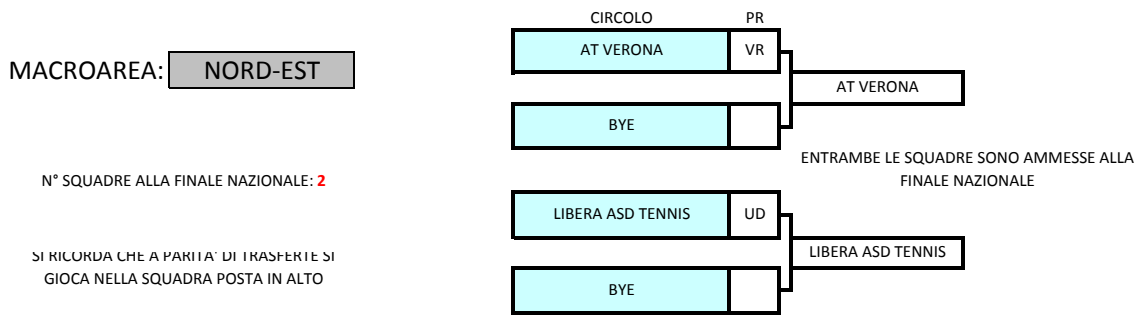 CIRCOLO PR
AT VERONA VR
MACROAREA: NORD-EST
AT VERONA
BYE
ENTRAMBE LE SQUADRE SONO AMMESSE ALLA
FINALE NAZIONALE
N° SQUADRE ALLA FINALE NAZIONALE: 2
LIBERA ASD TENNIS UD
SI RICORDA CHE A PARITA' DI TRASFERTE SI
GIOCA NELLA SQUADRA POSTA IN ALTO
LIBERA ASD TENNIS
BYE